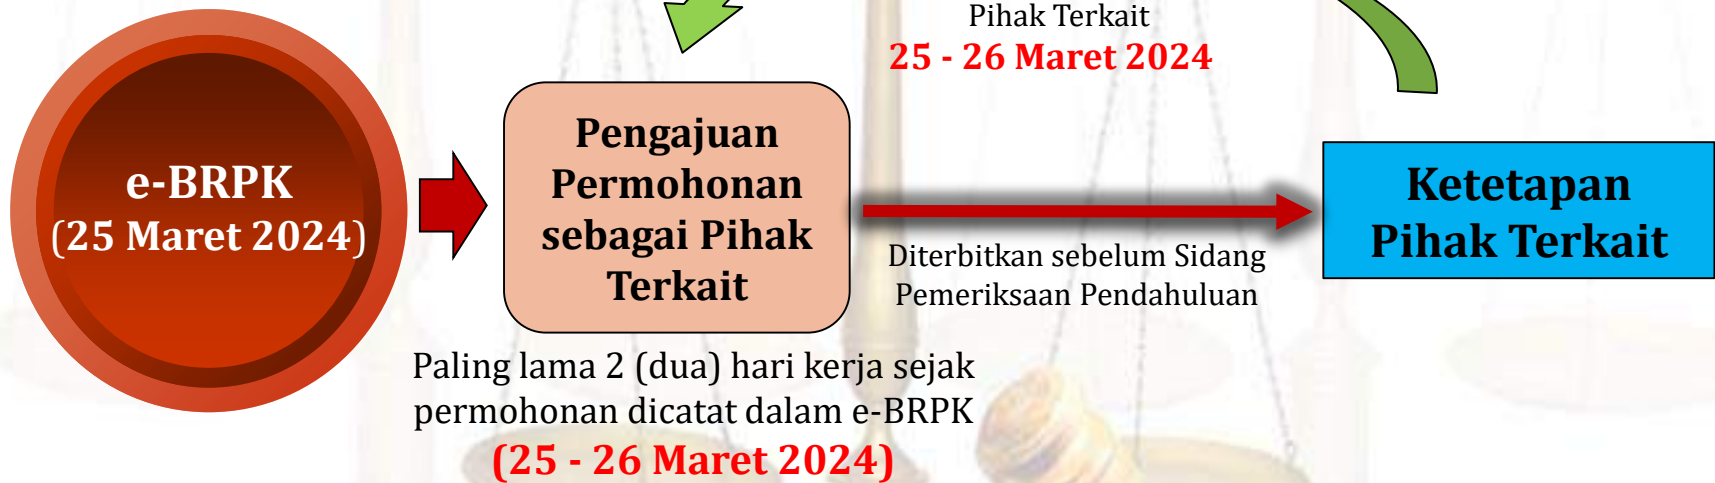 Pihak Terkait
25 - 26 Maret 2024
e-BRPK
(25 Maret 2024)
Pengajuan
Permohonan
sebagai Pihak
Terkait
Diterbitkan sebelum Sidang
Pemeriksaan Pendahuluan
Ketetapan
Pihak Terkait
Paling lama 2 (dua) hari kerja sejak
permohonan dicatat dalam e-BRPK
(25 - 26 Maret 2024)